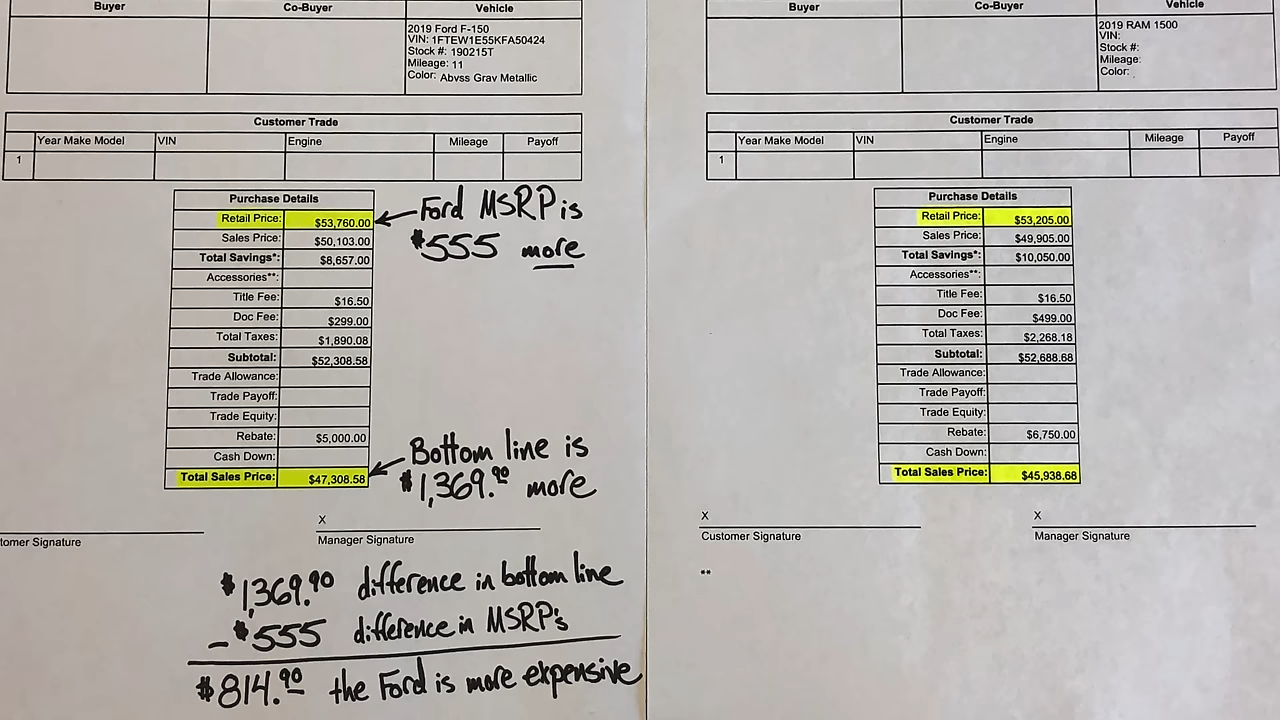 Buyer Co-Buyer Vehicle
2019 Ford F-150
VIN: 1FTEW1E55KFA50424
Stock #: 190215T
Mileage: 11
Color: Abyss Gray Metallic
Customer Trade
Year Make Model VIN Engine Mileage Payoff
1
Purchase Details
Retail Price: $53,760.00
Sales Price: $50,103.00
Total Savings*: $8,657.00
Accessories**:
Title Fee: $16.50
Doc Fee: $299.00
Total Taxes: $1,890.08
Subtotal: $52,308.58
Trade Allowance:
Trade Payoff:
Trade Equity:
Rebate: $5,000.00
Cash Down:
Total Sales Price: $47,308.58
Ford MSRP is
$555 more
Bottom line is
$1,369.90 more
X
tomer Signature Manager Signature
$1,369.90 difference in bottom line
- $555 difference in MSRP's
$814.90 the Ford is more expensive
Buyer Co-Buyer Vehicle
2019 RAM 1500
VIN:
Stock #:
Mileage:
Color:
Customer Trade
Year Make Model VIN Engine Mileage Payoff
1
Purchase Details
Retail Price: $53,205.00
Sales Price: $49,905.00
Total Savings*: $10,050.00
Accessories**:
Title Fee: $16.50
Doc Fee: $499.00
Total Taxes: $2,268.18
Subtotal: $52,688.68
Trade Allowance:
Trade Payoff:
Trade Equity:
Rebate: $6,750.00
Cash Down:
Total Sales Price: $45,938.68
X X
Customer Signature Manager Signature
**